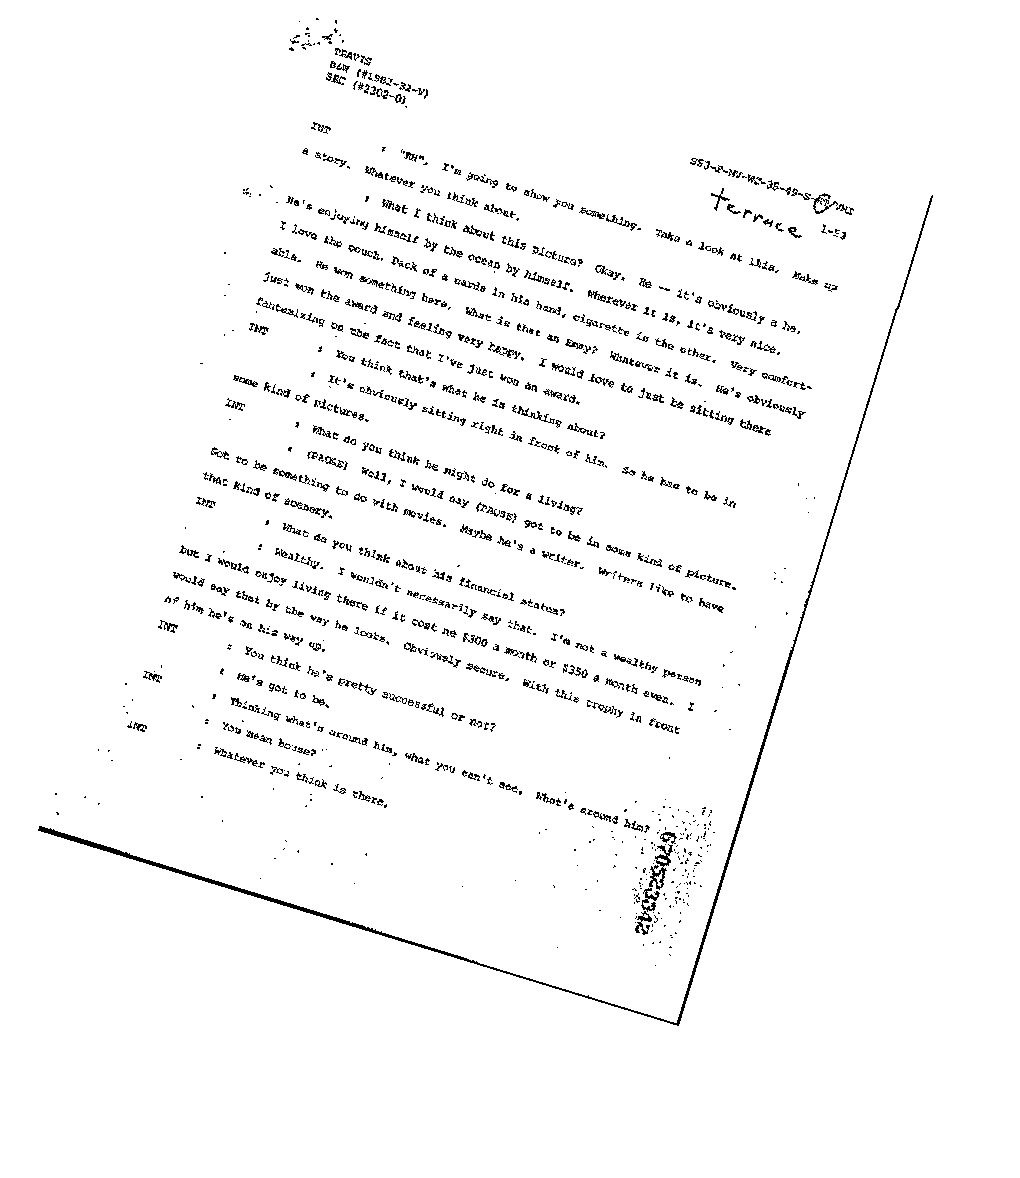 TRAVIS
B&W (#1982-82-V)
SEC (#2302-0)
S53-F-NV-WS-35-49-S-
terrace
1-53
INT : "RH", I'm going to show you something. Take a look at this. Make up
a story. Whatever you think about.
: What I think about this picture? Okay. He -- it's obviously a he.
He's enjoying himself by the ocean by himself. Wherever it is, it's very nice.
I love the couch. Pack of a cards in his hand, cigarette in the other. Very comfort-
able. He won something here. What is that an Emmy? Whatever it is. He's obviously
just won the award and feeling very happy. I would love to just be sitting there
fantasizing on the fact that I've just won an award.
INT : You think that's what he is thinking about?
: It's obviously sitting right in front of him. So he has to be in
some kind of pictures.
INT : What do you think he might do for a living?
: (PAUSE) Well, I would say (PAUSE) got to be in some kind of picture.
Got to be something to do with movies. Maybe he's a writer. Writers like to have
that kind of scenery.
INT : What do you think about his financial status?
: Wealthy. I wouldn't necessarily say that. I'm not a wealthy person
but I would enjoy living there if it cost me $300 a month or $350 a month even. I
would say that by the way he looks. Obviously secure. With this trophy in front
of him he's on his way up.
INT : You think he's pretty successful or not?
: He's got to be.
INT : Thinking what's around him, what you can't see. What's around him?
: You mean house?
INT : Whatever you think is there.
670523342